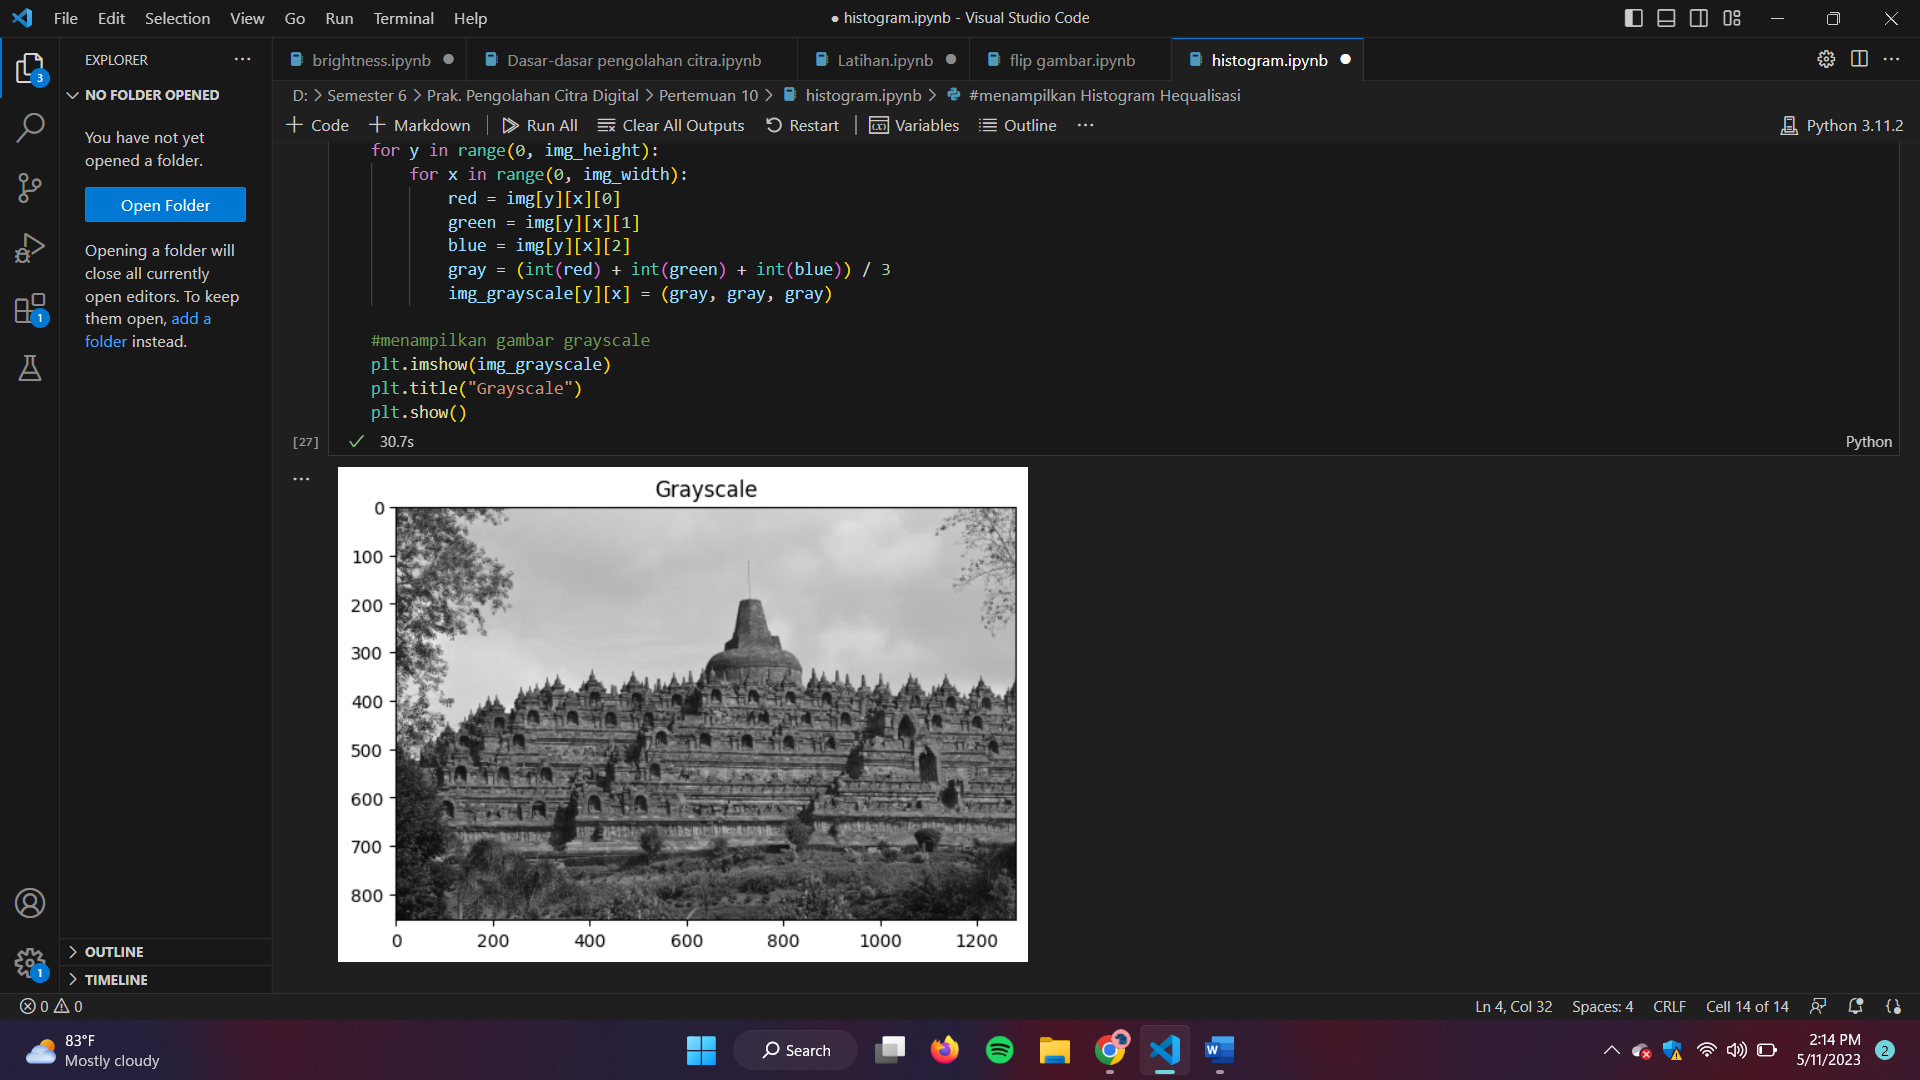 File Edit Selection View Go Run Terminal Help
● histogram.ipynb - Visual Studio Code
EXPLORER
brightness.ipynb
Dasar-dasar pengolahan citra.ipynb
Latihan.ipynb
flip gambar.ipynb
histogram.ipynb
NO FOLDER OPENED
D: > Semester 6 > Prak. Pengolahan Citra Digital > Pertemuan 10 > histogram.ipynb > #menampilkan Histogram Hequalisasi
+ Code + Markdown Run All Clear All Outputs Restart Variables Outline ...
Python 3.11.2
You have not yet
opened a folder.
Open Folder
Opening a folder will
close all currently
open editors. To keep
them open, add a
folder instead.
3
1
for y in range(0, img_height):
for x in range(0, img_width):
red = img[y][x][0]
green = img[y][x][1]
blue = img[y][x][2]
gray = (int(red) + int(green) + int(blue)) / 3
img_grayscale[y][x] = (gray, gray, gray)
#menampilkan gambar grayscale
plt.imshow(img_grayscale)
plt.title("Grayscale")
plt.show()
[27]
30.7s
Python
Grayscale
0
100
200
300
400
500
600
700
800
0 200 400 600 800 1000 1200
OUTLINE
TIMELINE
1
0 0
Ln 4, Col 32 Spaces: 4 CRLF Cell 14 of 14
83°F
Mostly cloudy
Search
2:14 PM
5/11/2023
2